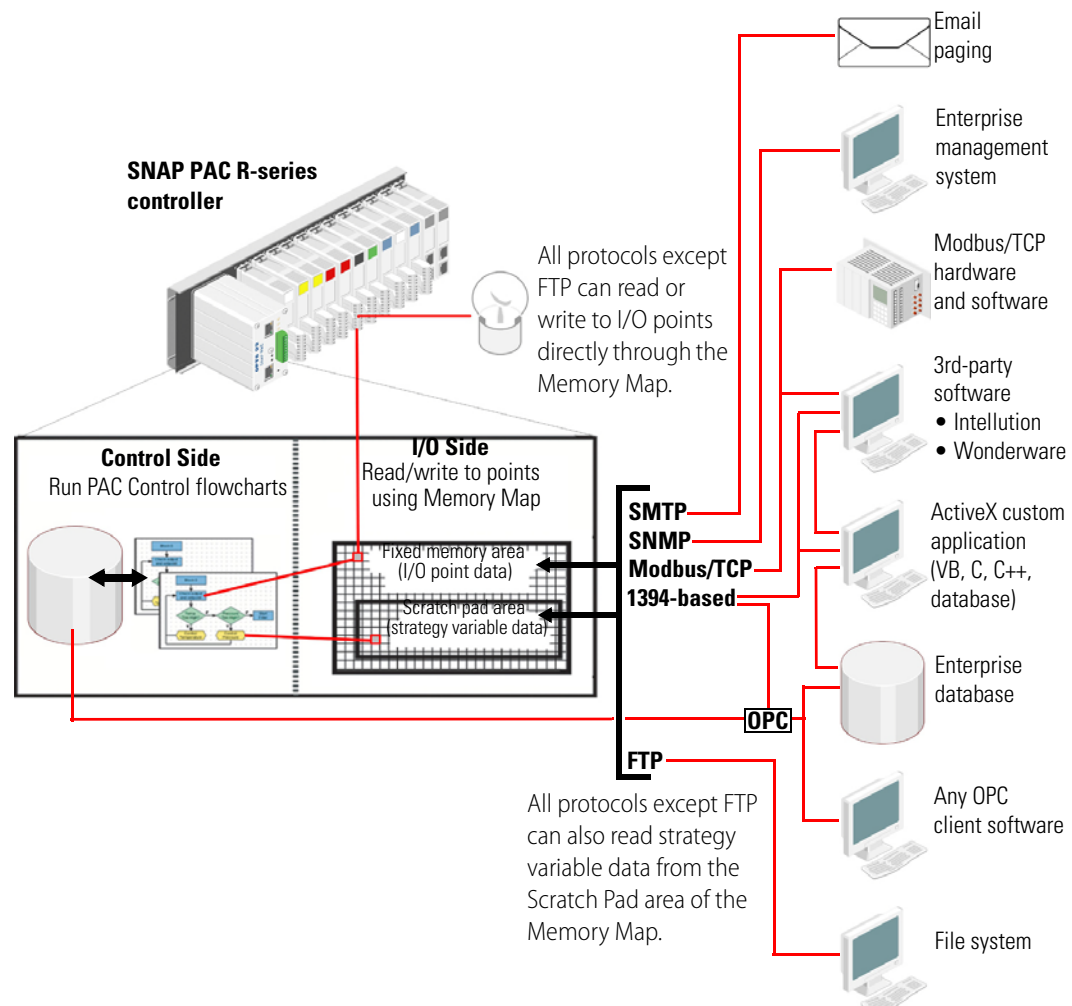 Email
paging
Enterprise
management
system
SNAP PAC R-series
controller
Modbus/TCP
hardware
and software
All protocols except
FTP can read or
write to I/O points
directly through the
Memory Map.
3rd-party
software
• Intellution
• Wonderware
Control Side
Run PAC Control flowcharts
I/O Side
Read/write to points
using Memory Map
Fixed memory area
(I/O point data)
Scratch pad area
(strategy variable data)
SMTP
SNMP
Modbus/TCP
1394-based
ActiveX custom
application
(VB, C, C++,
database)
Enterprise
database
OPC
FTP
All protocols except FTP
can also read strategy
variable data from the
Scratch Pad area of the
Memory Map.
Any OPC
client software
File system